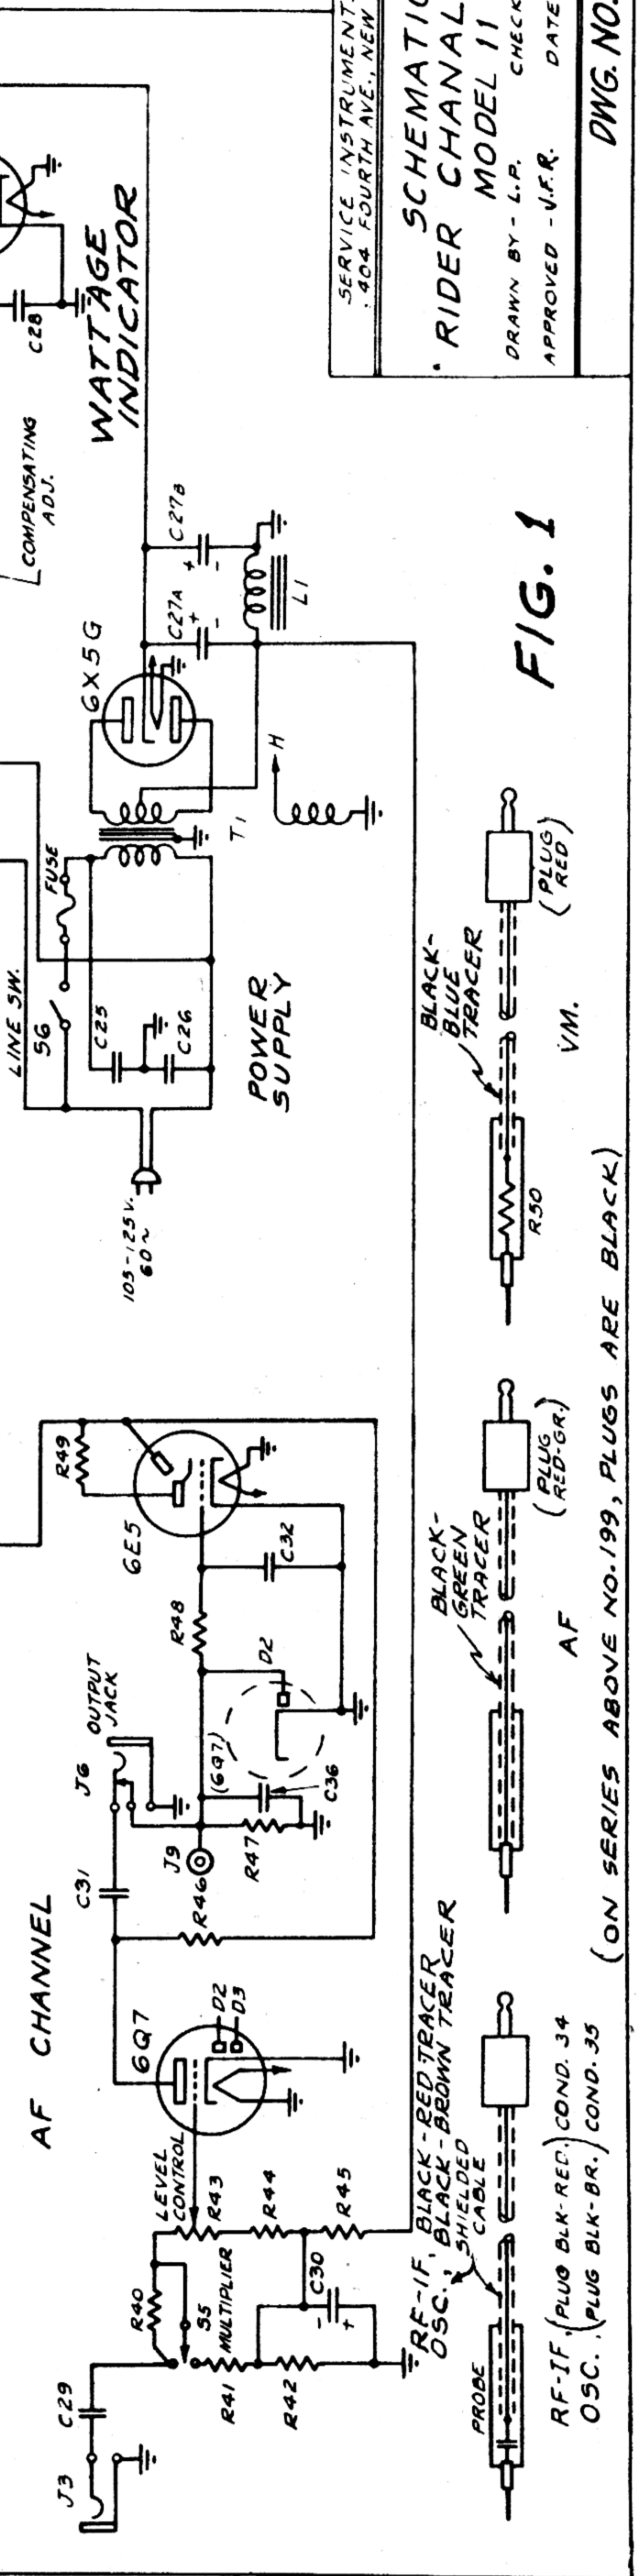 AF CHANNEL
J3
C29
R40
S5
MULTIPLIER
R41
R42
C30
-
+
LEVEL
CONTROL
R43
R44
R45
6Q7
D2
D3
C31
R46
J9
J6
OUTPUT
JACK
R47
C36
(6Q7)
D2
R48
C32
6E5
R49
105-125V.
60~
LINE SW.
S6
FUSE
C25
C26
POWER
SUPPLY
T1
H
6X5G
C27A
+
-
C27B
+
-
L1
COMPENSATING
ADJ.
C28
WATTAGE
INDICATOR
PROBE
RF-IF, BLACK-RED TRACER
OSC., BLACK-BROWN TRACER
SHIELDED
CABLE
RF-IF, (PLUG BLK-RED.) COND. 34
OSC., (PLUG BLK-BR.) COND. 35
BLACK-
GREEN
TRACER
AF
(PLUG
RED-GR.)
BLACK-
BLUE
TRACER
R50
VM.
(PLUG
RED)
(ON SERIES ABOVE NO. 199, PLUGS ARE BLACK)
FIG. 1
SERVICE INSTRUMENT
404 FOURTH AVE., NEW
SCHEMATIC
RIDER CHANAL
MODEL 11
DRAWN BY - L.P. CHECK
APPROVED - J.F.R. DATE
DWG. NO.